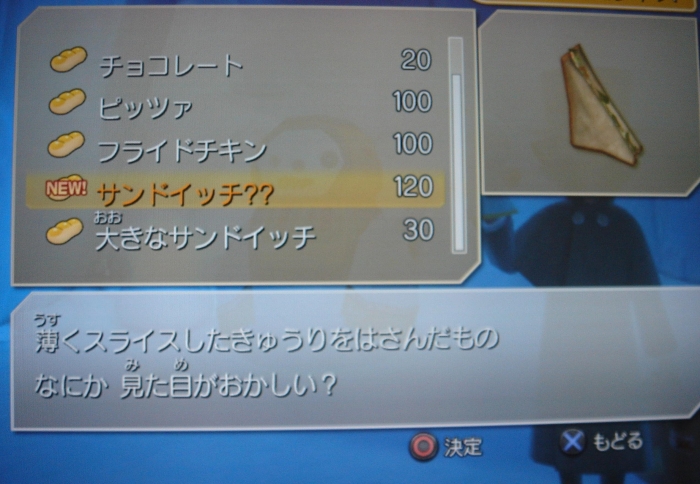 チョコレート 20
ピッツァ 100
フライドチキン 100
NEW! サンドイッチ?? 120
おお
大きなサンドイッチ 30
うす
薄くスライスしたきゅうりをはさんだもの
み め
なにか 見た目がおかしい？
決定 もどる